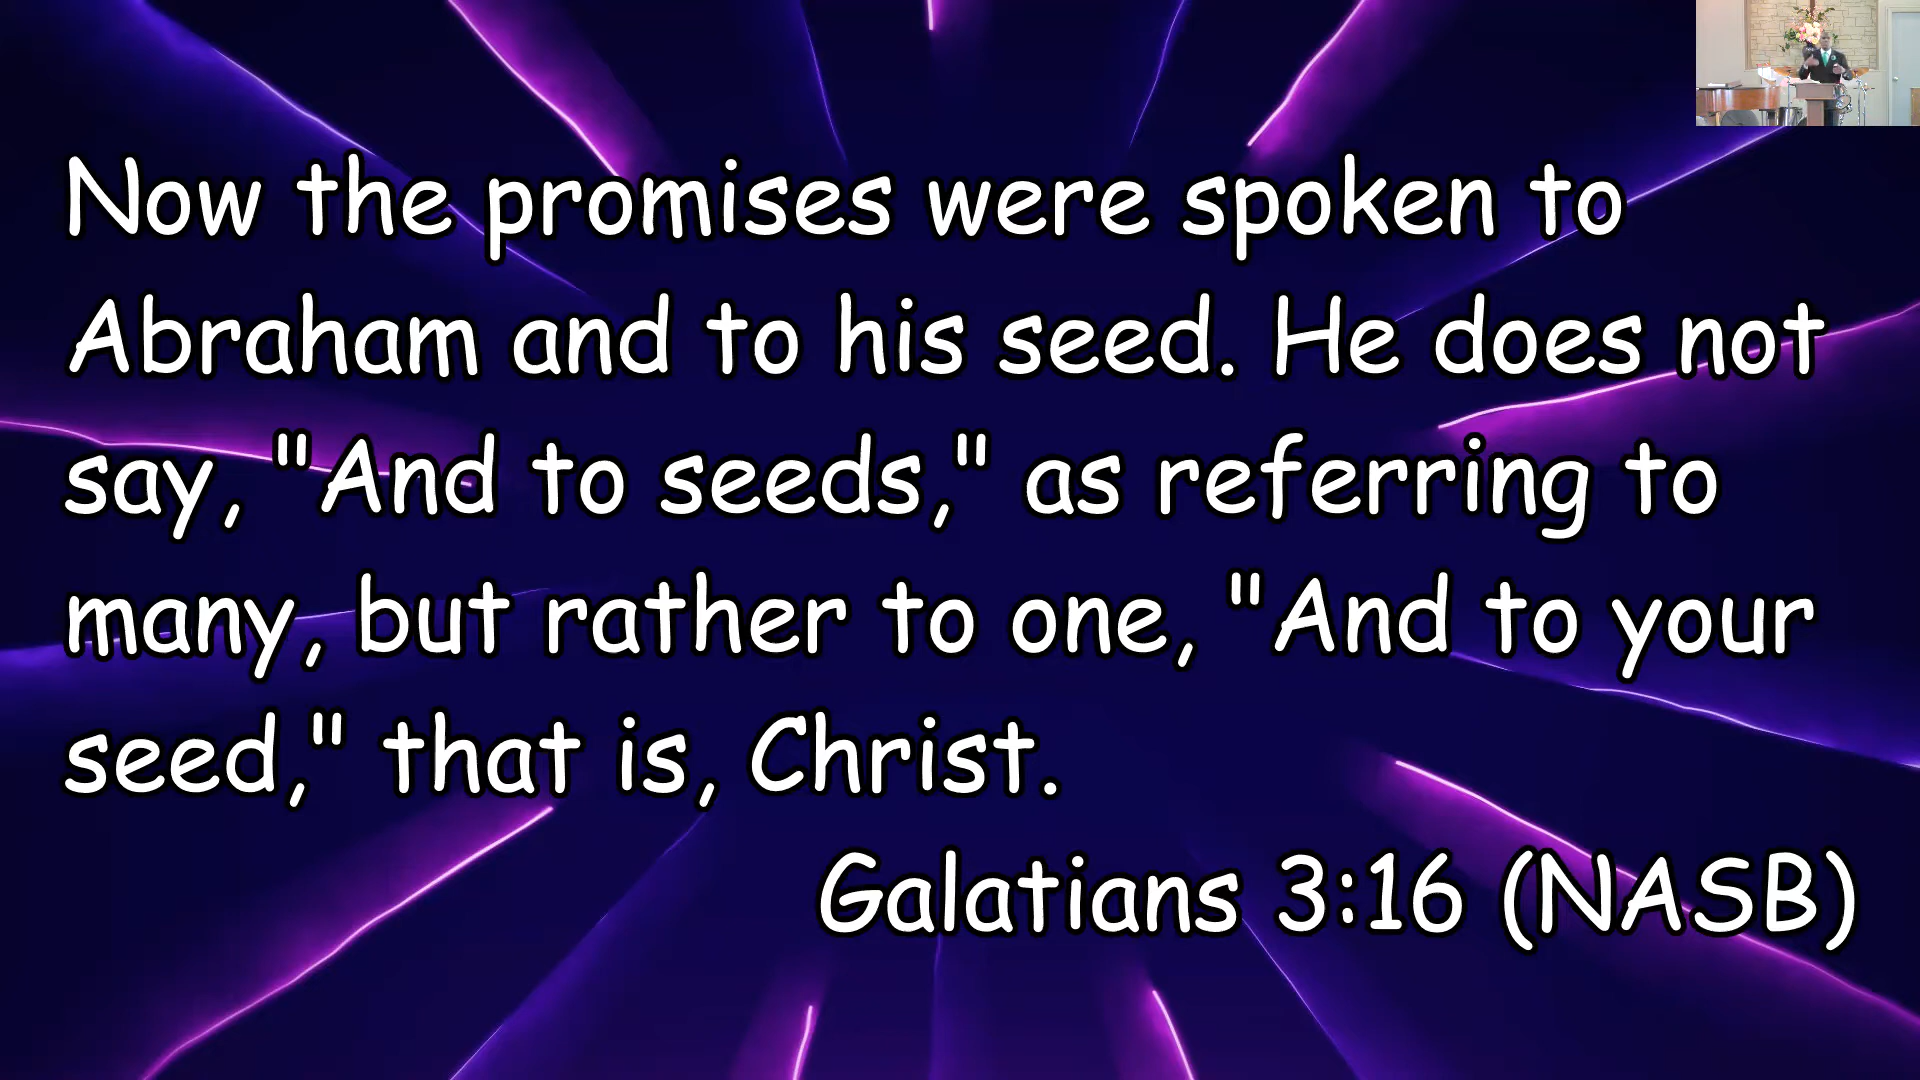 Now the promises were spoken to
Abraham and to his seed. He does not
say, "And to seeds," as referring to
many, but rather to one, "And to your
seed," that is, Christ.
Galatians 3:16 (NASB)